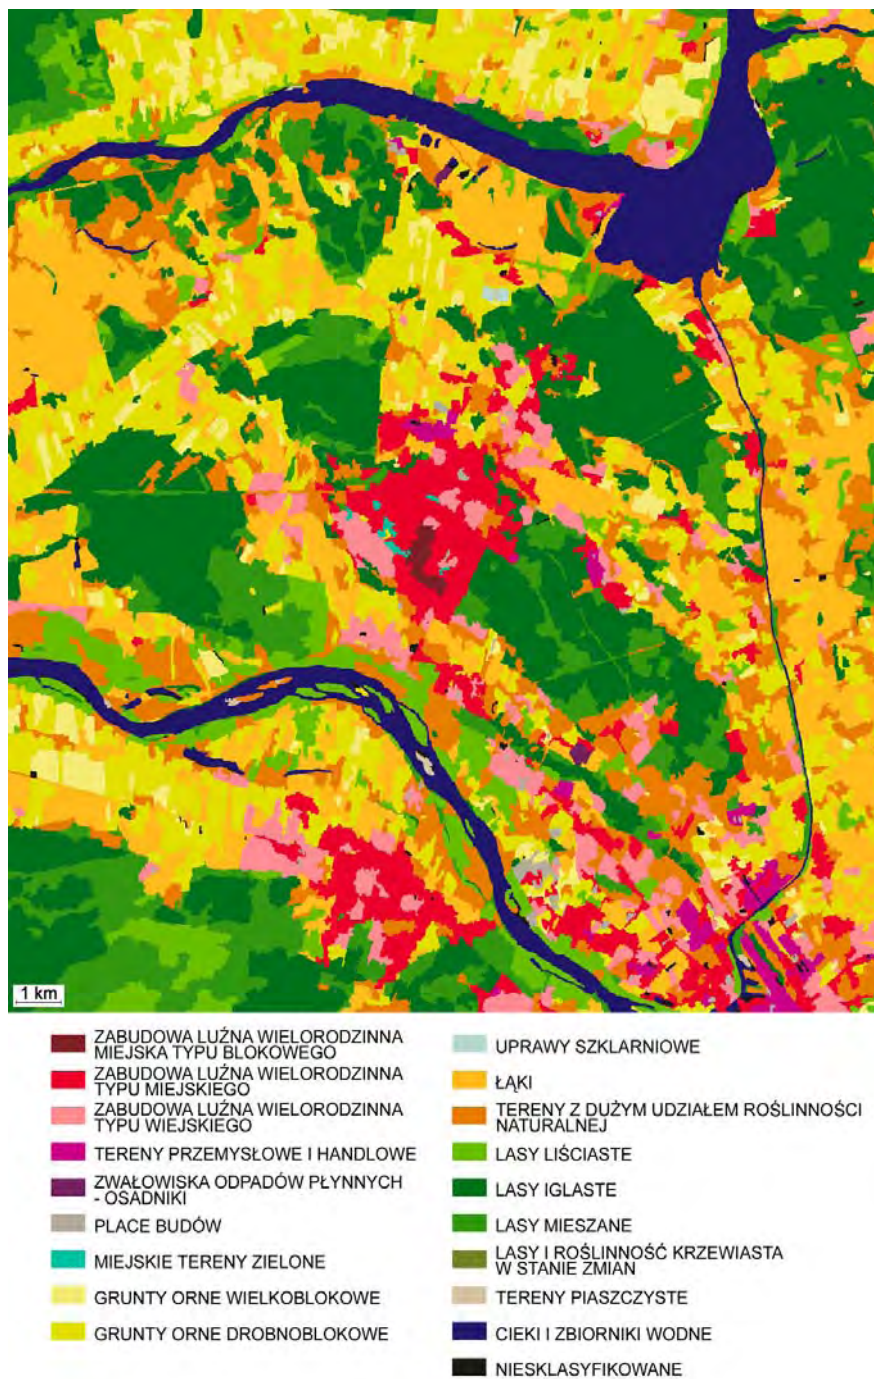 1 km
ZABUDOWA LUŹNA WIELORODZINNA
MIEJSKA TYPU BLOKOWEGO
ZABUDOWA LUŹNA WIELORODZINNA
TYPU MIEJSKIEGO
ZABUDOWA LUŹNA WIELORODZINNA
TYPU WIEJSKIEGO
TERENY PRZEMYSŁOWE I HANDLOWE
ZWAŁOWISKA ODPADÓW PŁYNNYCH
- OSADNIKI
PLACE BUDÓW
MIEJSKIE TERENY ZIELONE
GRUNTY ORNE WIELKOBLOKOWE
GRUNTY ORNE DROBNOBLOKOWE
UPRAWY SZKLARNIOWE
ŁĄKI
TERENY Z DUŻYM UDZIAŁEM ROŚLINNOŚCI
NATURALNEJ
LASY LIŚCIASTE
LASY IGLASTE
LASY MIESZANE
LASY I ROŚLINNOŚĆ KRZEWIASTA
W STANIE ZMIAN
TERENY PIASZCZYSTE
CIEKI I ZBIORNIKI WODNE
NIESKLASYFIKOWANE